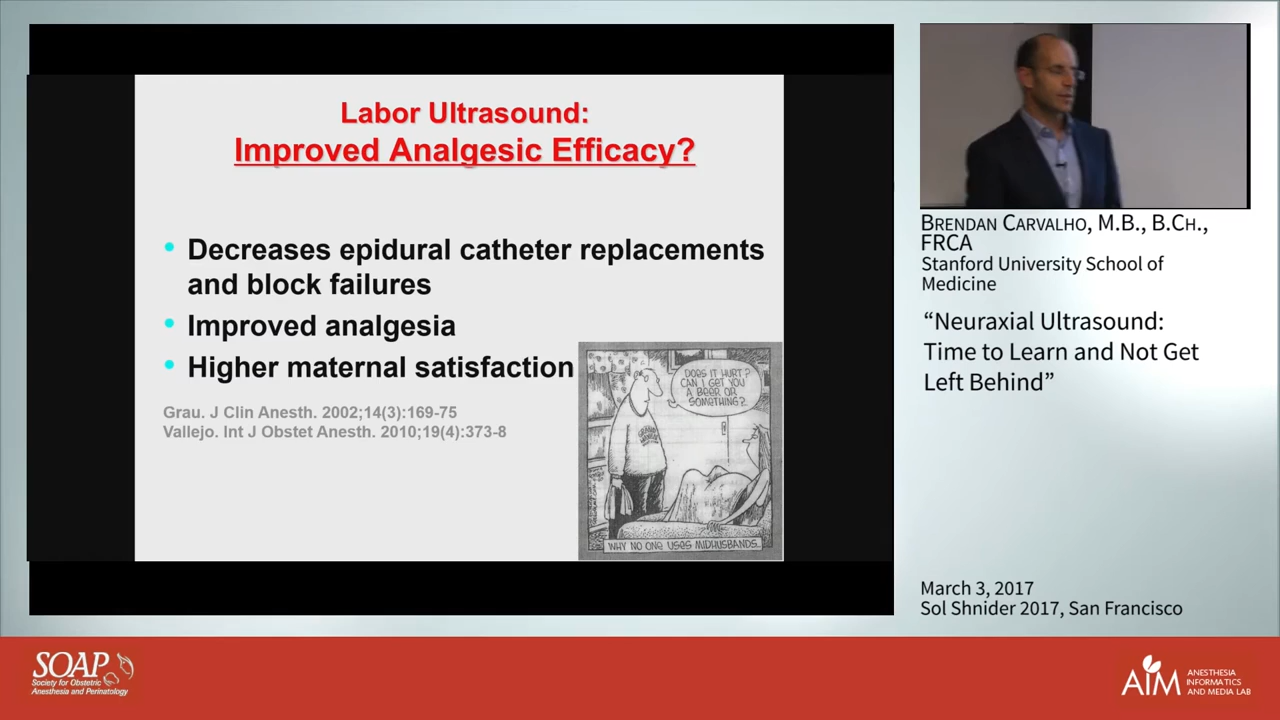 Labor Ultrasound:
Improved Analgesic Efficacy?
• Decreases epidural catheter replacements
and block failures
• Improved analgesia
• Higher maternal satisfaction
Grau. J Clin Anesth. 2002;14(3):169-75
Vallejo. Int J Obstet Anesth. 2010;19(4):373-8
DOES IT HURT?
CAN I GET YOU
A BEER OR
SOMETHING?
WHY NO ONE USES MIDHUSBANDS.
BRENDAN CARVALHO, M.B., B.CH.,
FRCA
Stanford University School of
Medicine
“Neuraxial Ultrasound:
Time to Learn and Not Get
Left Behind”
March 3, 2017
Sol Shnider 2017, San Francisco
SOAP
Society for Obstetric
Anesthesia and Perinatology
AIM
ANESTHESIA
INFORMATICS
AND MEDIA LAB